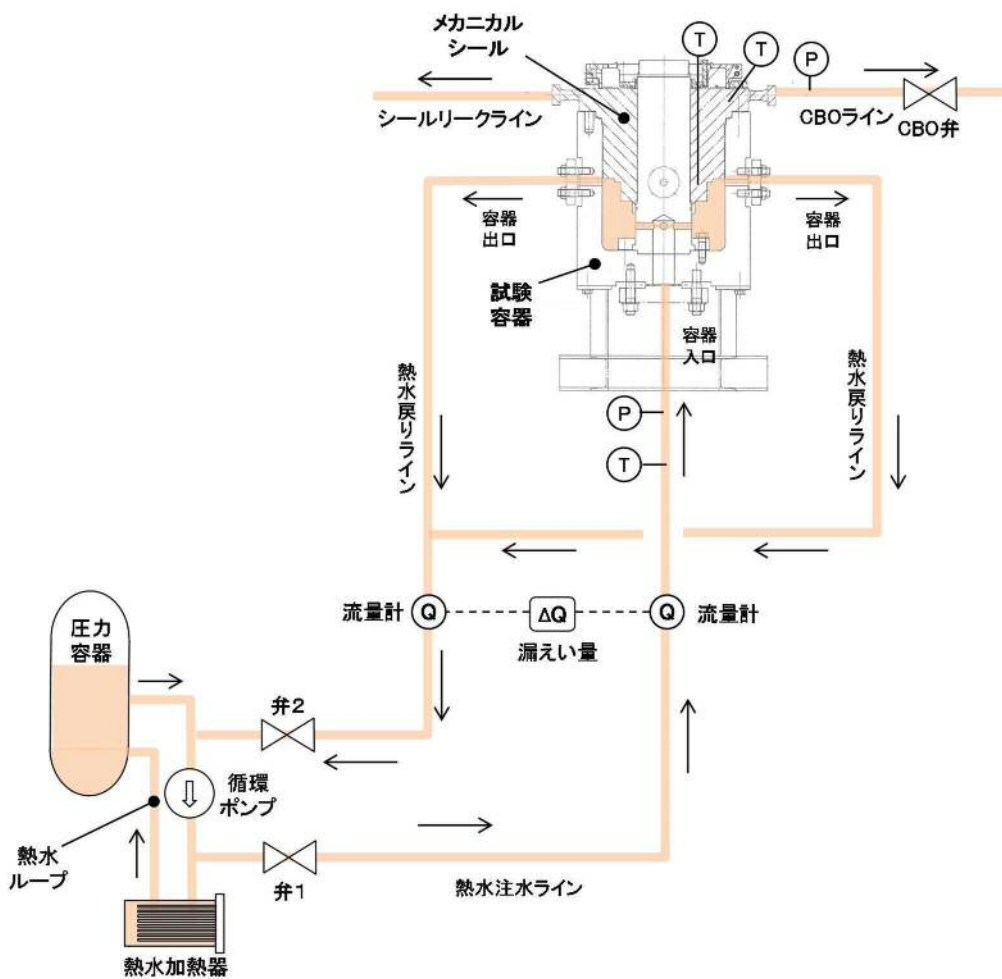 メカニカル
シール
T
T
P
シールリークライン
CBOライン
CBO弁
容器
出口
容器
出口
試験
容器
容器
入口
熱水戻りライン
熱水戻りライン
P
T
流量計
Q
ΔQ
Q
流量計
漏えい量
圧力
容器
弁2
循環
ポンプ
熱水
ループ
弁1
熱水注水ライン
熱水加熱器